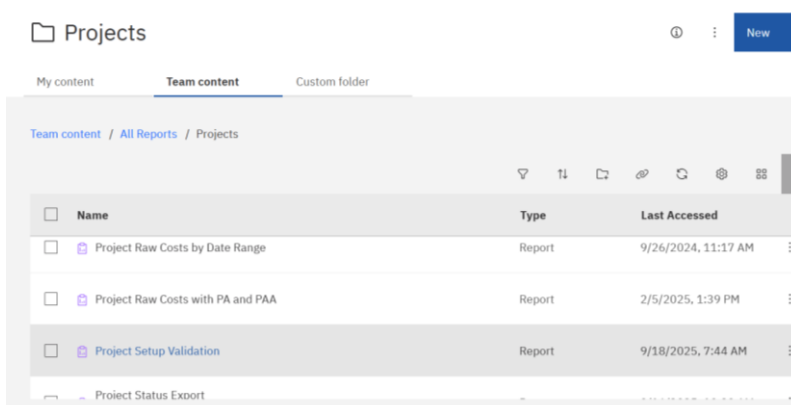 Projects
New
My content Team content Custom folder
Team content / All Reports / Projects
Name Type Last Accessed
Project Raw Costs by Date Range Report 9/26/2024, 11:17 AM
Project Raw Costs with PA and PAA Report 2/5/2025, 1:39 PM
Project Setup Validation Report 9/18/2025, 7:44 AM
Project Status Export